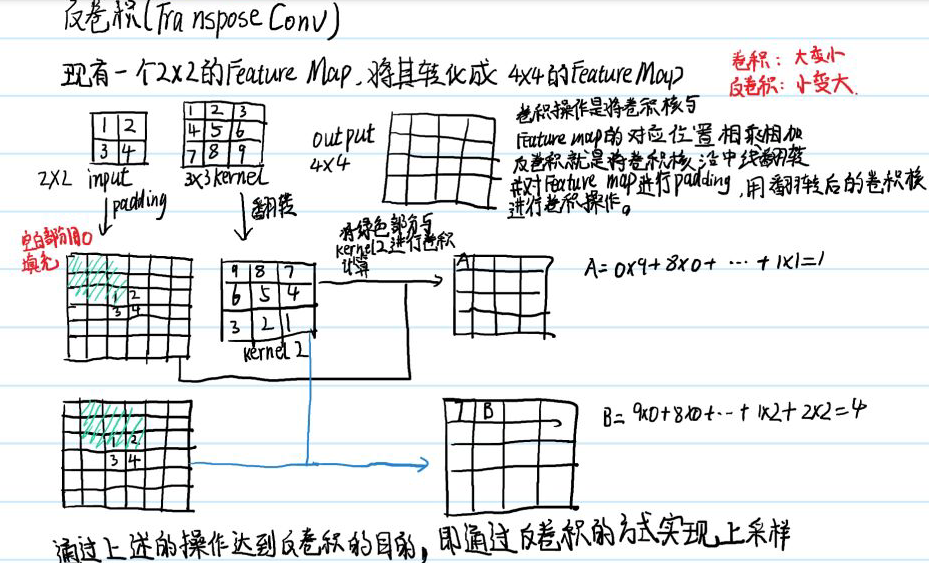 反卷积(Transpose Conv)
现有一个2x2的Feature Map,将其转化成 4x4的Feature Map
卷积：大变小
反卷积：小变大.
1 2
3 4
2x2 input
1 2 3
4 5 6
7 8 9
3x3 kernel
output
4x4
卷积操作是将卷积核与
Feature map的对应位置相乘相加
反卷积就是将卷积核沿中线翻转
并对Feature map进行padding,用翻转后的卷积核
进行卷积操作。
padding
翻转
空白部分用0
填充
1 2
3 4
9 8 7
6 5 4
3 2 1
kernel 2
将绿色部分与
kernel2进行卷积
计算
A
A=0x9+8x0+ … + 1x1=1
1 2
3 4
1 B
B= 9x0+8x0+…+ 1x2+ 2x2=4
通过上述的操作达到反卷积的目的，即通过反卷积的方式实现上采样